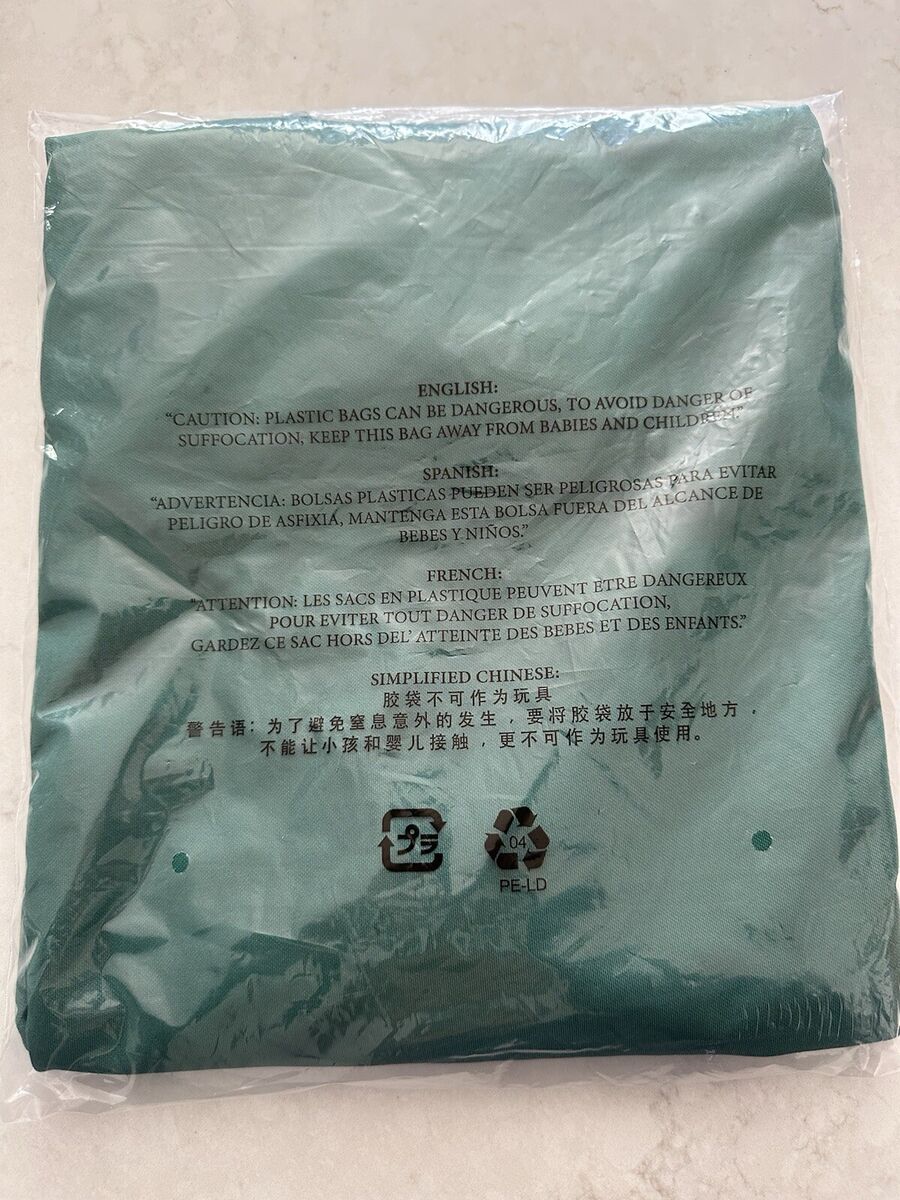 ENGLISH:
“CAUTION: PLASTIC BAGS CAN BE DANGEROUS, TO AVOID DANGER OF
SUFFOCATION, KEEP THIS BAG AWAY FROM BABIES AND CHILDREN.”
SPANISH:
“ADVERTENCIA: BOLSAS PLASTICAS PUEDEN SER PELIGROSAS PARA EVITAR
PELIGRO DE ASFIXIA, MANTENGA ESTA BOLSA FUERA DEL ALCANCE DE
BEBES Y NIÑOS.”
FRENCH:
“ATTENTION: LES SACS EN PLASTIQUE PEUVENT ETRE DANGEREUX
POUR EVITER TOUT DANGER DE SUFFOCATION,
GARDEZ CE SAC HORS DEL’ ATTEINTE DES BEBES ET DES ENFANTS.”
SIMPLIFIED CHINESE:
胶袋不可作为玩具
警告语：为了避免窒息意外的发生，要将胶袋放于安全地方，
不能让小孩和婴儿接触，更不可作为玩具使用。
プラ
04
PE-LD